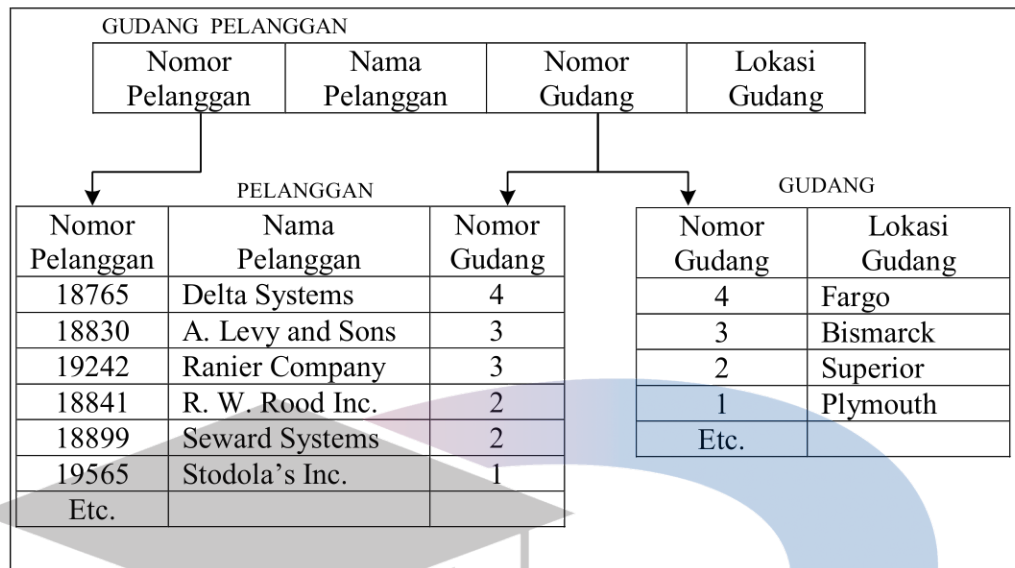 GUDANG PELANGGAN
Nomor Pelanggan Nama Pelanggan Nomor Gudang Lokasi Gudang
PELANGGAN
Nomor Pelanggan Nama Pelanggan Nomor Gudang
18765 Delta Systems 4
18830 A. Levy and Sons 3
19242 Ranier Company 3
18841 R. W. Rood Inc. 2
18899 Seward Systems 2
19565 Stodola’s Inc. 1
Etc.
GUDANG
Nomor Gudang Lokasi Gudang
4 Fargo
3 Bismarck
2 Superior
1 Plymouth
Etc.